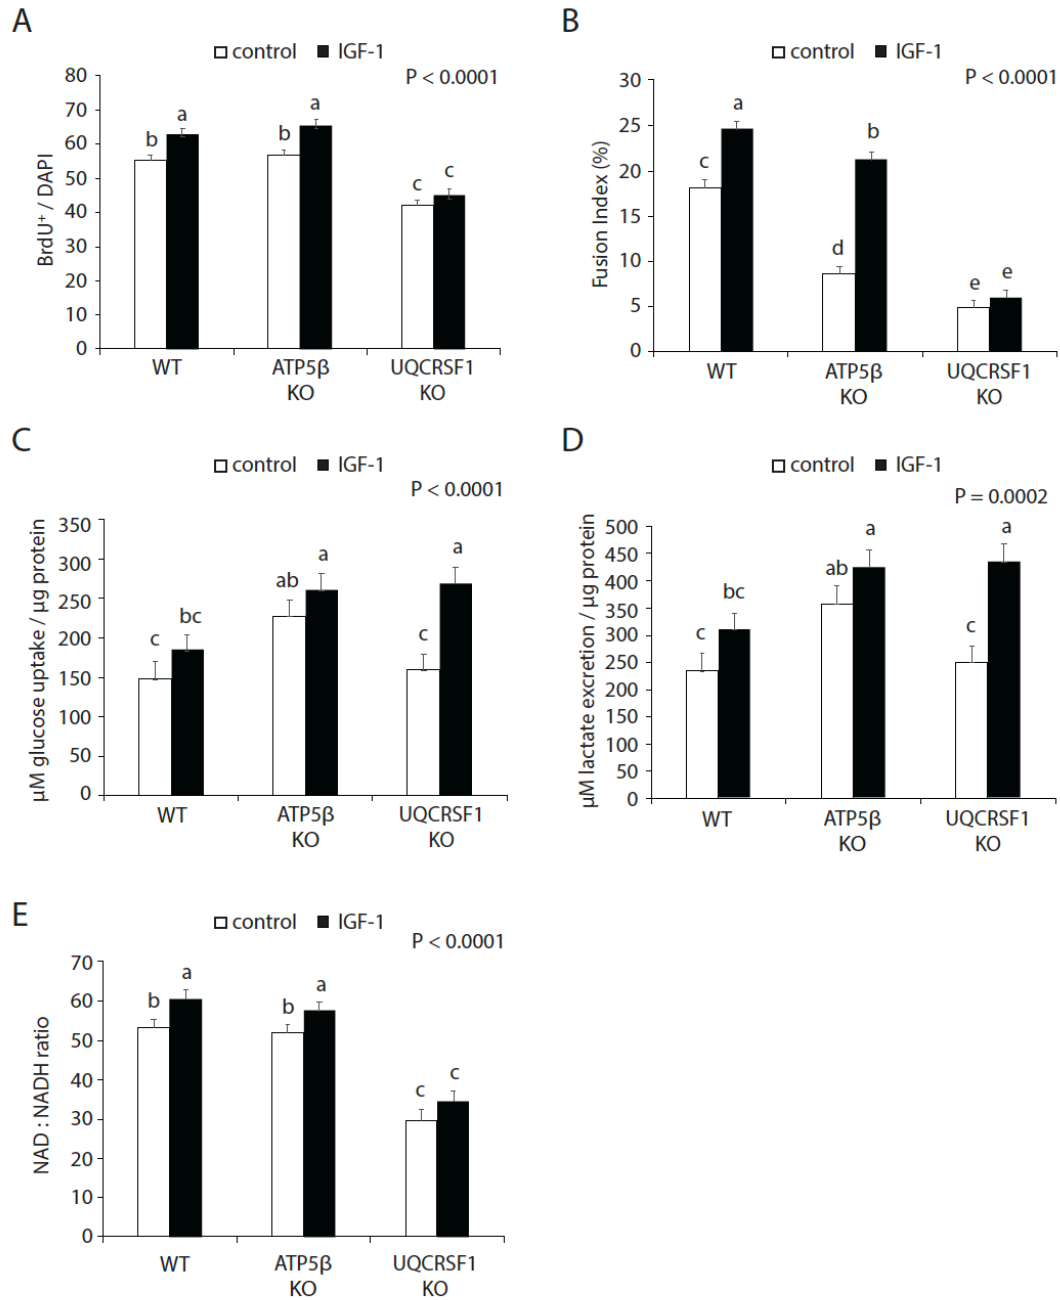 A
control IGF-1
P < 0.0001
80
70
60
50
40
30
20
10
0
BrdU⁺ / DAPI
b a b a c c
WT ATP5β KO UQCRSF1 KO
B
control IGF-1
P < 0.0001
30
25
20
15
10
5
0
Fusion Index (%)
c a d b e e
WT ATP5β KO UQCRSF1 KO
C
control IGF-1
P < 0.0001
350
300
250
200
150
100
50
0
µM glucose uptake / µg protein
c bc ab a c a
WT ATP5β KO UQCRSF1 KO
D
control IGF-1
P = 0.0002
500
450
400
350
300
250
200
150
100
50
0
µM lactate excretion / µg protein
c bc ab a c a
WT ATP5β KO UQCRSF1 KO
E
control IGF-1
P < 0.0001
70
60
50
40
30
20
10
0
NAD : NADH ratio
b a b a c c
WT ATP5β KO UQCRSF1 KO